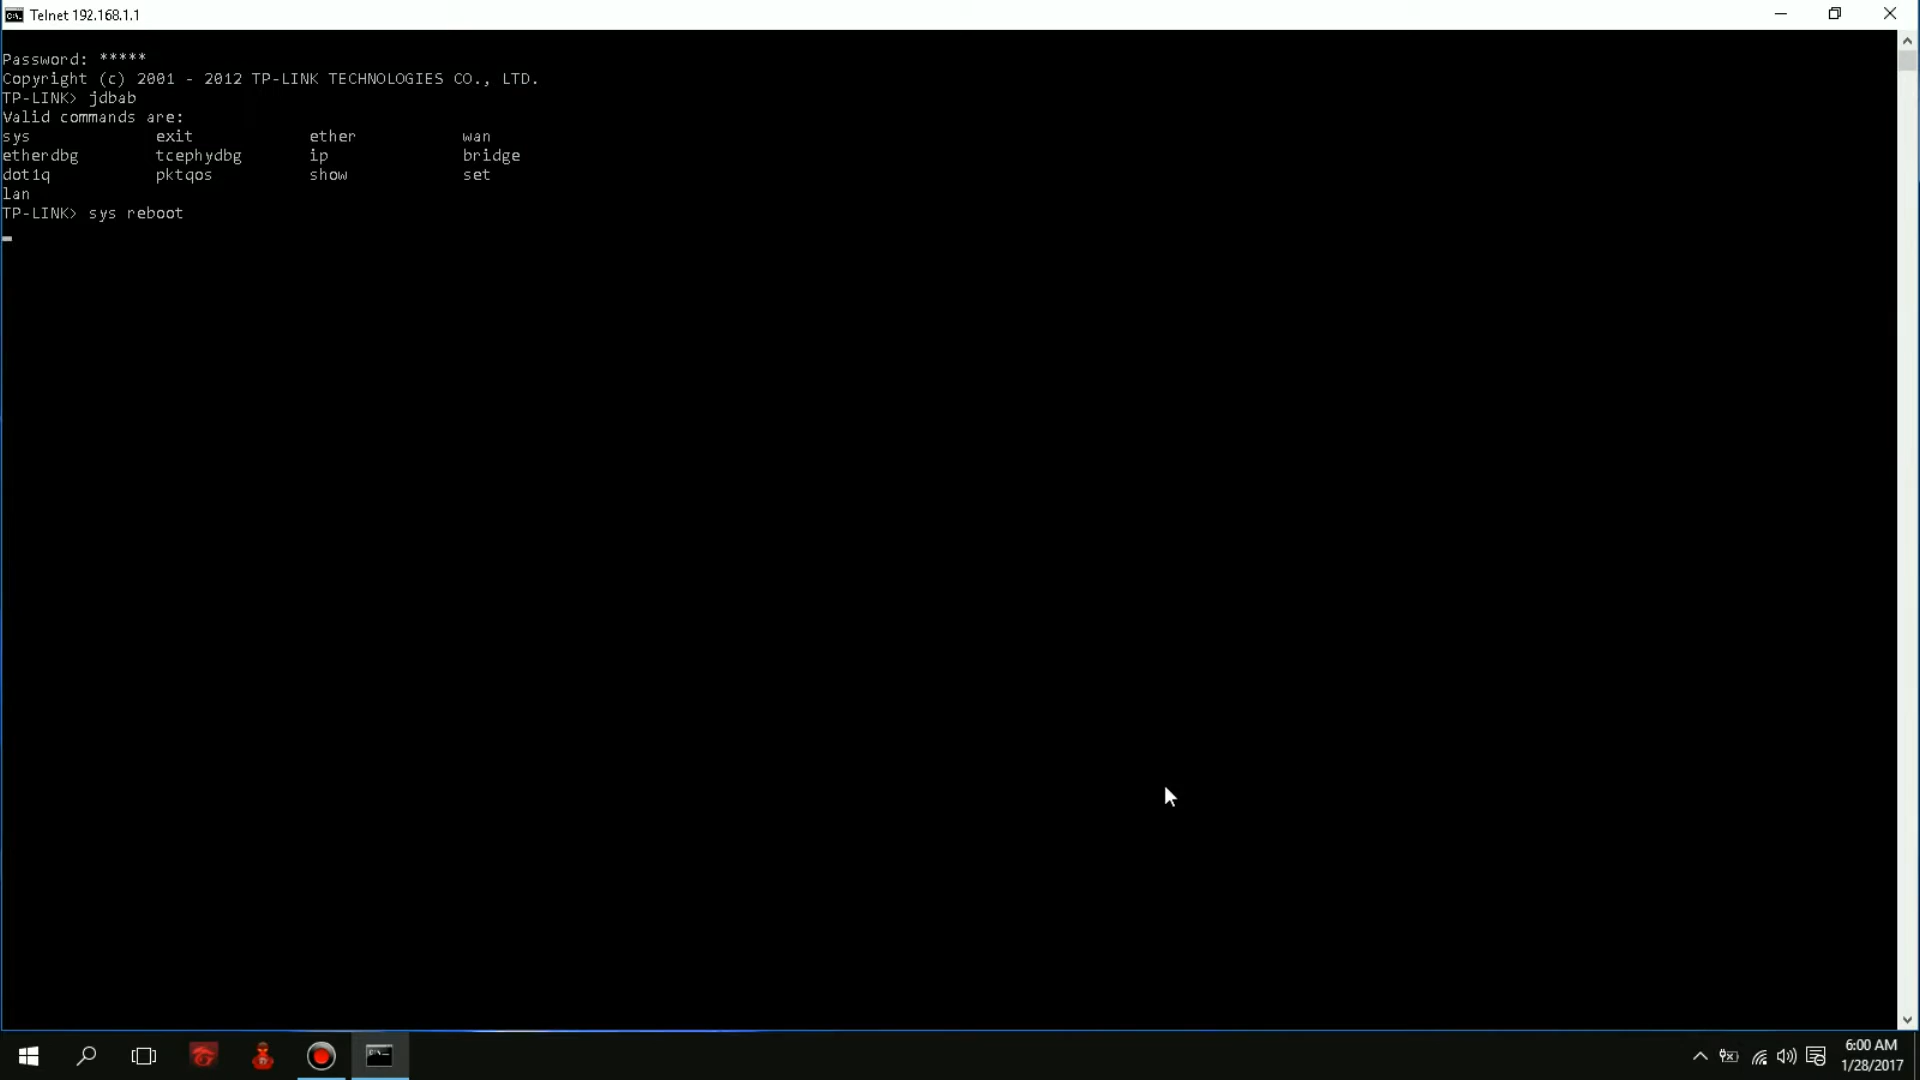 Telnet 192.168.1.1
Password: *****
Copyright (c) 2001 - 2012 TP-LINK TECHNOLOGIES CO., LTD.
TP-LINK> jdbab
Valid commands are:
sys exit ether wan
etherdbg tcephydbg ip bridge
dot1q pktqos show set
lan
TP-LINK> sys reboot
6:00 AM
1/28/2017